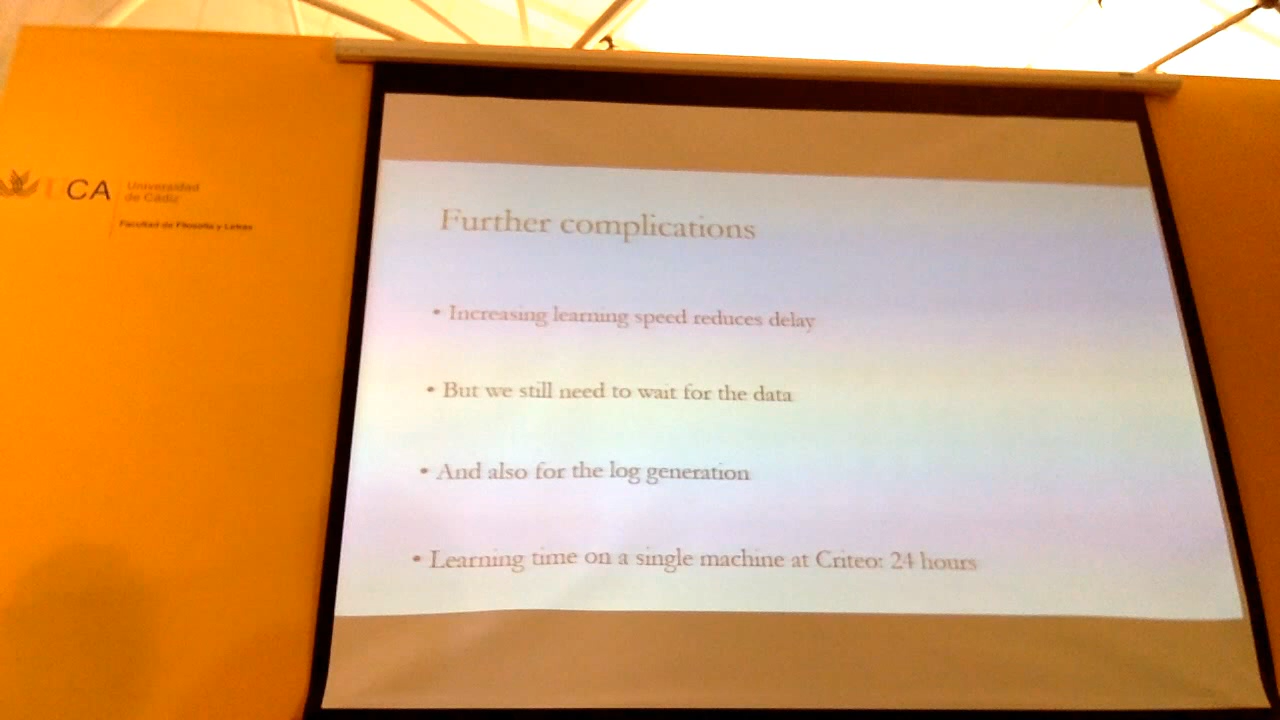 UCA
Universidad
de Cádiz
Facultad de Filosofía y Letras
Further complications
• Increasing learning speed reduces delay
• But we still need to wait for the data
• And also for the log generation
• Learning time on a single machine at Criteo: 24 hours